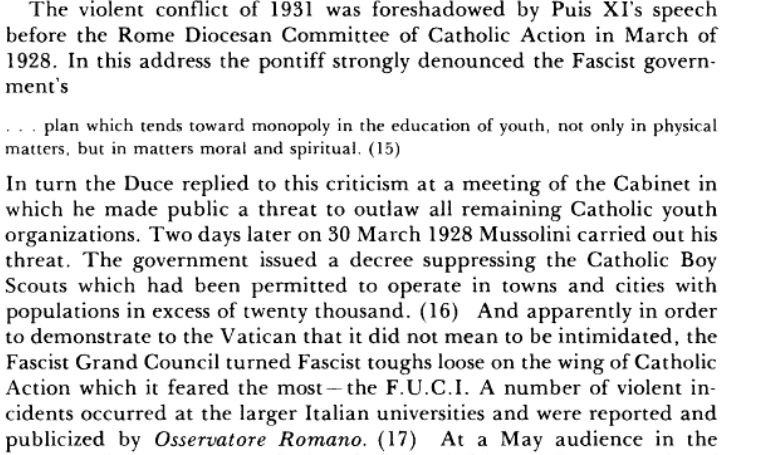 The violent conflict of 1931 was foreshadowed by Puis XI's speech
before the Rome Diocesan Committee of Catholic Action in March of
1928. In this address the pontiff strongly denounced the Fascist govern-
ment's
. . . plan which tends toward monopoly in the education of youth, not only in physical
matters, but in matters moral and spiritual. (15)
In turn the Duce replied to this criticism at a meeting of the Cabinet in
which he made public a threat to outlaw all remaining Catholic youth
organizations. Two days later on 30 March 1928 Mussolini carried out his
threat. The government issued a decree suppressing the Catholic Boy
Scouts which had been permitted to operate in towns and cities with
populations in excess of twenty thousand. (16) And apparently in order
to demonstrate to the Vatican that it did not mean to be intimidated, the
Fascist Grand Council turned Fascist toughs loose on the wing of Catholic
Action which it feared the most—the F.U.C.I. A number of violent in-
cidents occurred at the larger Italian universities and were reported and
publicized by Osservatore Romano. (17) At a May audience in the